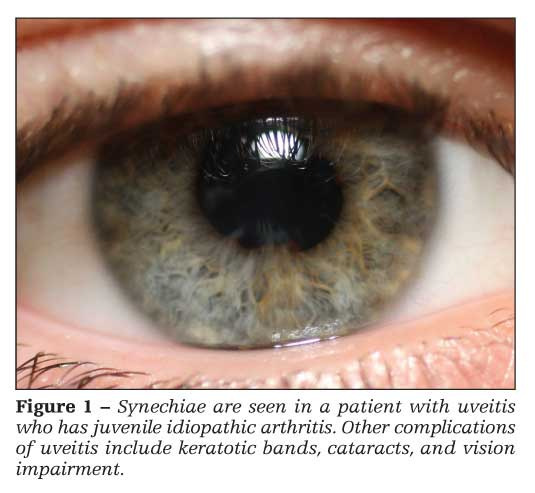 Figure 1 – Synechiae are seen in a patient with uveitis
who has juvenile idiopathic arthritis. Other complications
of uveitis include keratotic bands, cataracts, and vision
impairment.